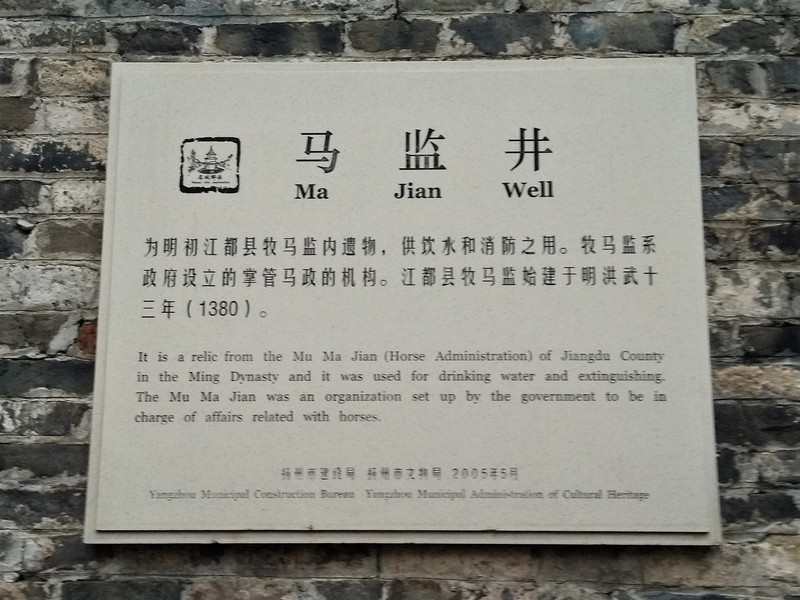 马 监 井
Ma Jian Well
为明初江都县牧马监内遗物，供饮水和消防之用。牧马监系
政府设立的掌管马政的机构。江都县牧马监始建于明洪武十
三年（1380）。
It is a relic from the Mu Ma Jian (Horse Administration) of Jiangdu County
in the Ming Dynasty and it was used for drinking water and extinguishing.
The Mu Ma Jian was an organization set up by the government to be in
charge of affairs related with horses.
扬州市建设局 扬州市文物局 2005年5月
Yangzhou Municipal Construction Bureau Yangzhou Municipal Administration of Cultural Heritage